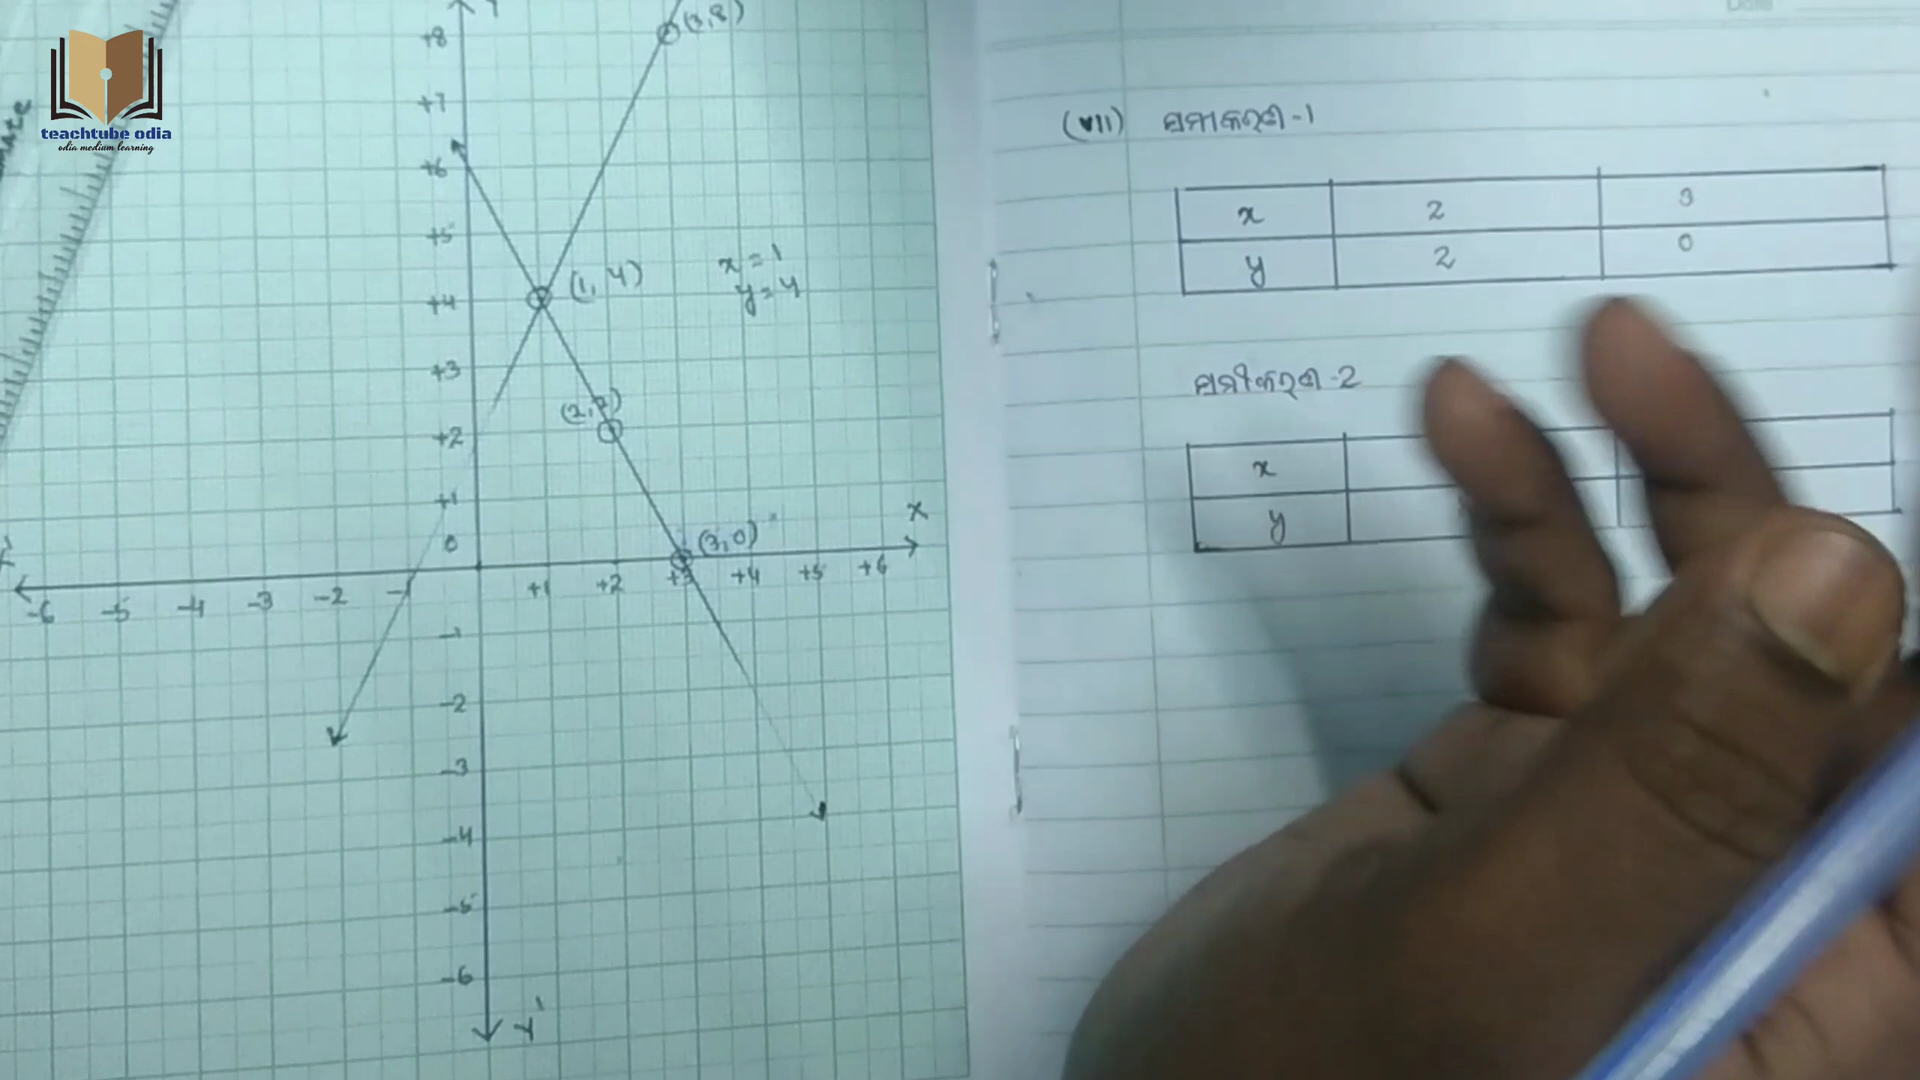 teachtube odia
odia medium learning
Y
+8
(3,8)
+7
+6
+5
+4
(1, 4)
x = 1
y = 4
+3
+2
(2,2)
+1
0
(3,0)
X
-6 -5 -4 -3 -2 -1 +1 +2 +3 +4 +5 +6
-1
-2
-3
-4
-5
-6
Y'
(vii) ସମୀକରଣ -1
x 2 3
y 2 0
ସମୀକରଣ -2
x
y